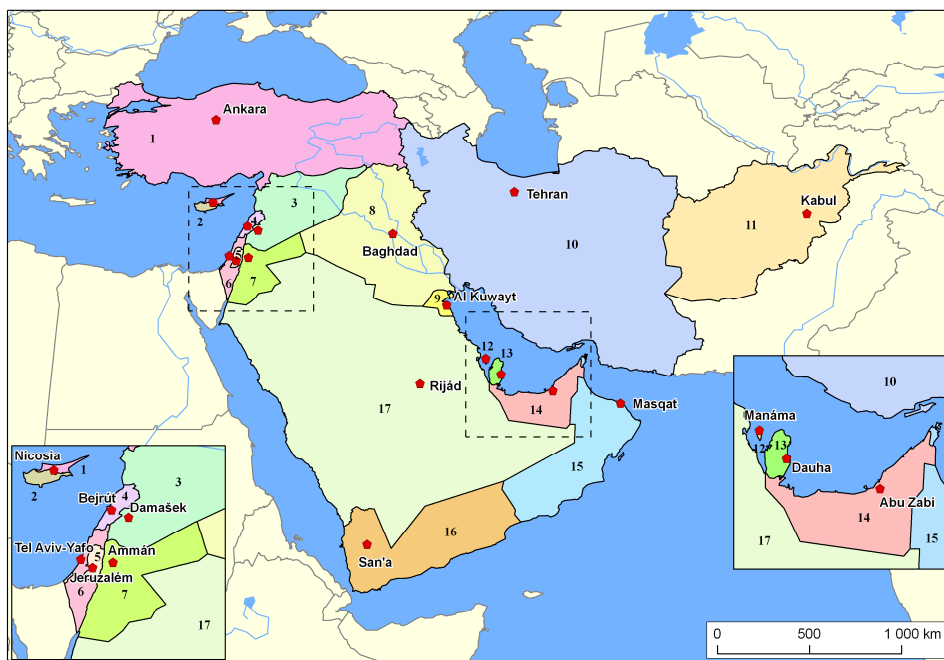 Ankara
1
Tehran
Kabul
3
2
4
8
11
Baghdad
10
5
7
6
9
Al Kuwayt
12
13
Rijád
14
17
Masqat
15
16
San'a
Nicosia
1
2
3
Bejrút
4
Damašek
Tel Aviv-Yafo
5
Ammán
Jeruzalém
6
7
17
10
Manáma
12
13
Dauha
Abu Zabi
14
17
15
0 500 1 000 km